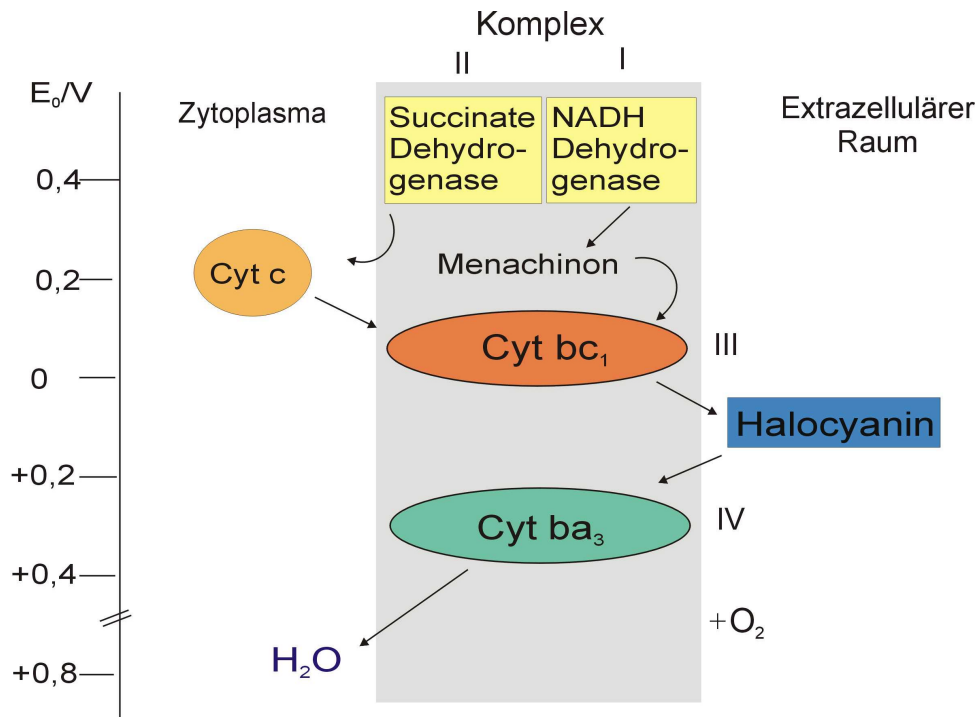 Komplex
II
I
E₀/V
Zytoplasma
Succinate
Dehydro-
genase
NADH
Dehydro-
genase
Extrazellulärer
Raum
0,4
Cyt c
Menachinon
0,2
Cyt bc₁
III
0
Halocyanin
+0,2
Cyt ba₃
IV
+0,4
+O₂
H₂O
+0,8